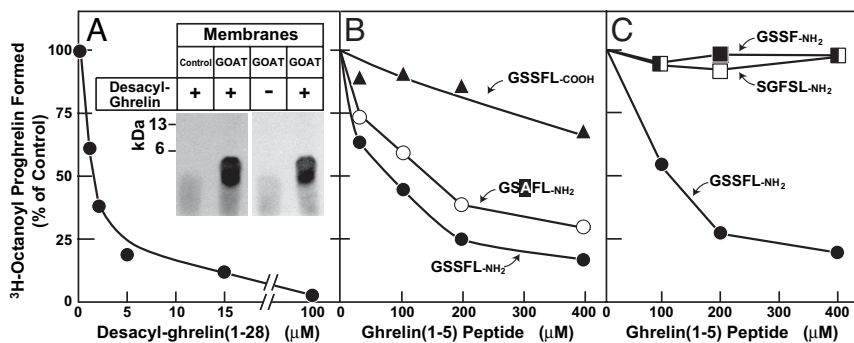 A
B
C
³H-Octanoyl Proghrelin Formed
(% of Control)
100
75
50
25
0
Membranes
Control GOAT GOAT GOAT
Desacyl-
Ghrelin + + - +
kDa
13
6
0 5 10 15 100
Desacyl-ghrelin(1-28) (µM)
GSSFL-COOH
GSAFL-NH₂
GSSFL-NH₂
0 100 200 300 400
Ghrelin(1-5) Peptide (µM)
GSSF-NH₂
SGFSL-NH₂
GSSFL-NH₂
0 100 200 300 400
Ghrelin(1-5) Peptide (µM)